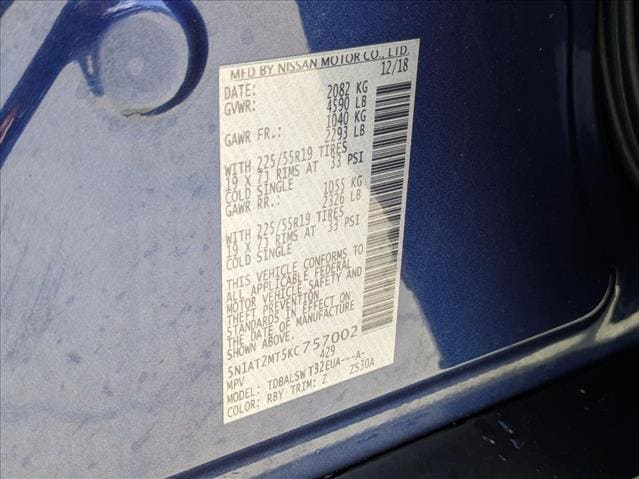 MFD BY NISSAN MOTOR CO., LTD.
DATE: 12/18
GVWR: 2082 KG
4590 LB
GAWR FR.: 1040 KG
2293 LB
WITH 225/55R19 TIRES
19 X 7J RIMS AT 33 PSI
COLD SINGLE
GAWR RR.: 1055 KG
2326 LB
WITH 225/55R19 TIRES
19 X 7J RIMS AT 33 PSI
COLD SINGLE
THIS VEHICLE CONFORMS TO
ALL APPLICABLE FEDERAL
MOTOR VEHICLE SAFETY AND
THEFT PREVENTION
STANDARDS IN EFFECT ON
THE DATE OF MANUFACTURE
SHOWN ABOVE.
5N1AT2MT5KC757002
MPV 429
MODEL: TDBALSWT32EUA---A-
COLOR: RBY TRIM: Z ZS30A